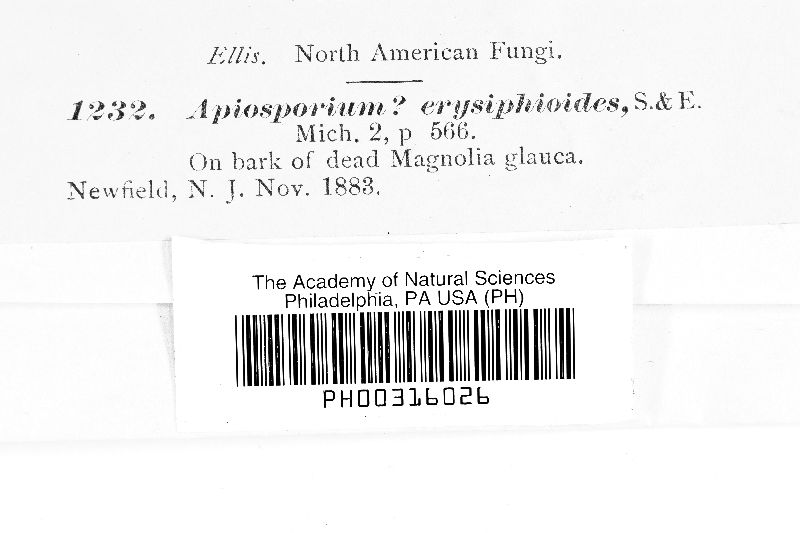 Ellis. North American Fungi.
1232. Apiosporium? erysiphioides, S. & E.
Mich. 2, p 566.
On bark of dead Magnolia glauca.
Newfield, N. J. Nov. 1883.
The Academy of Natural Sciences
Philadelphia, PA USA (PH)
PH00316026